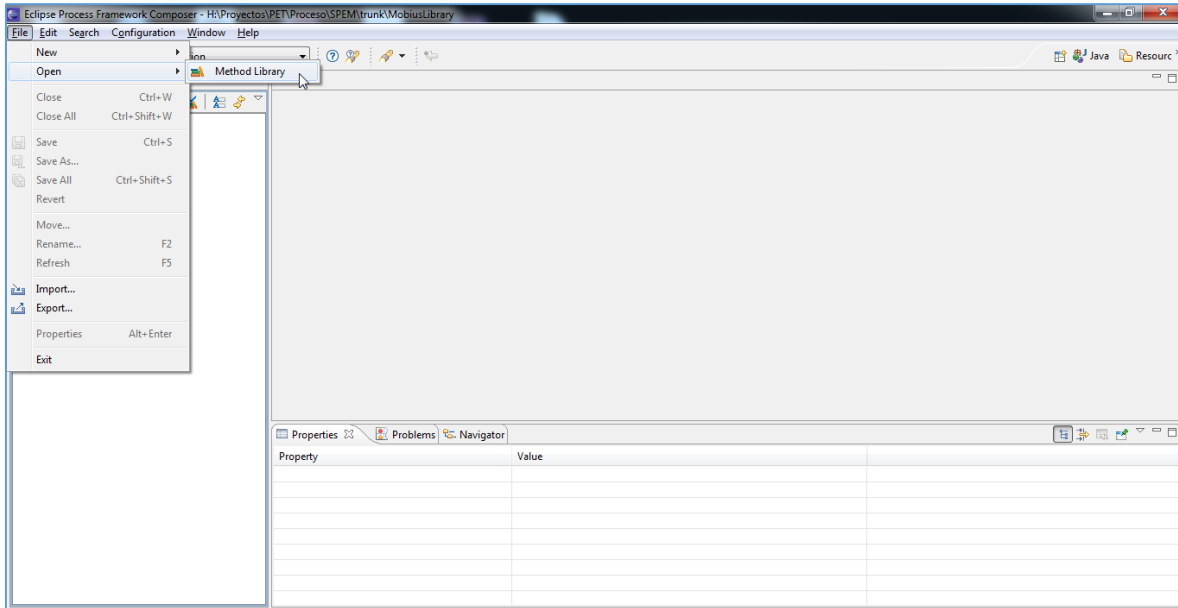 Eclipse Process Framework Composer - H:\Proyectos\PET\Proceso\SPEM\trunk\MobiusLibrary
File Edit Search Configuration Window Help
New
Java Resourc
Open
Method Library
Close Ctrl+W
Close All Ctrl+Shift+W
Save Ctrl+S
Save As...
Save All Ctrl+Shift+S
Revert
Move...
Rename... F2
Refresh F5
Import...
Export...
Properties Alt+Enter
Exit
Properties Problems Navigator
Property Value